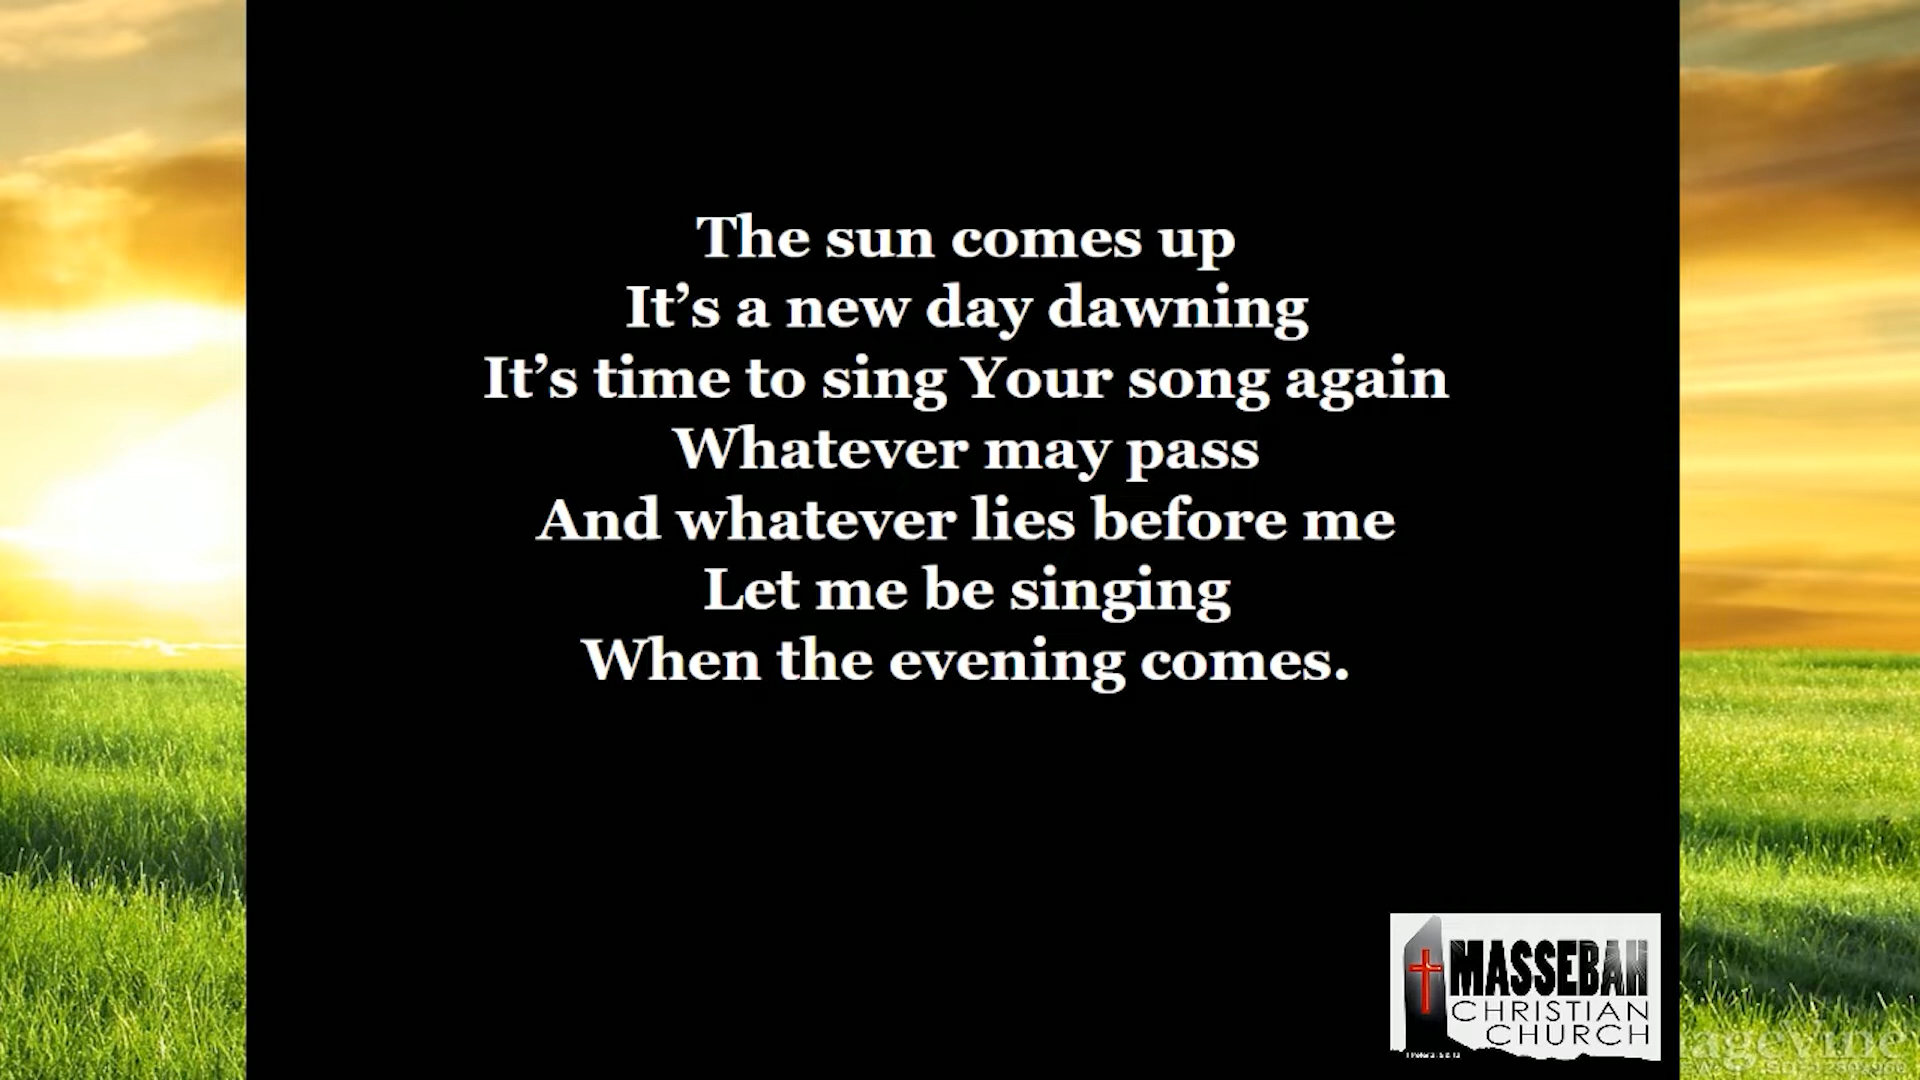 The sun comes up
It’s a new day dawning
It’s time to sing Your song again
Whatever may pass
And whatever lies before me
Let me be singing
When the evening comes.
MASSEBAH
CHRISTIAN
CHURCH